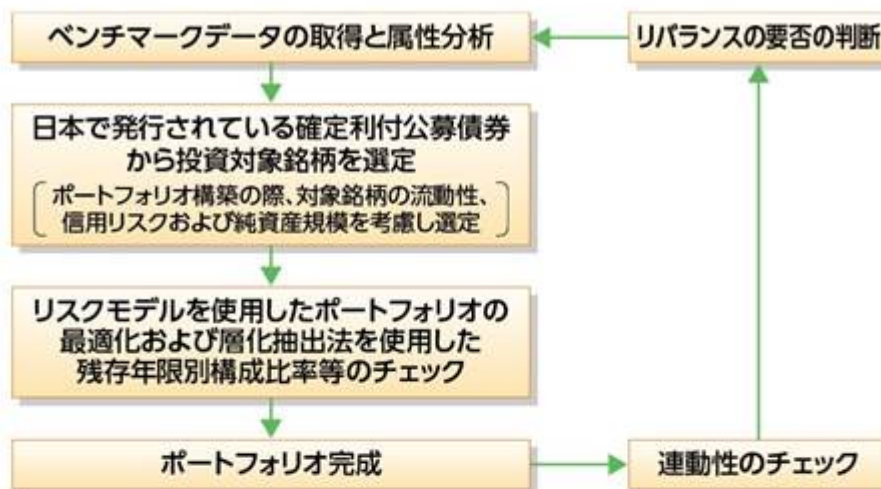 ベンチマークデータの取得と属性分析
リバランスの要否の判断
日本で発行されている確定利付公募債券
から投資対象銘柄を選定
ポートフォリオ構築の際、対象銘柄の流動性、
信用リスクおよび純資産規模を考慮し選定
リスクモデルを使用したポートフォリオの
最適化および層化抽出法を使用した
残存年限別構成比率等のチェック
ポートフォリオ完成
連動性のチェック